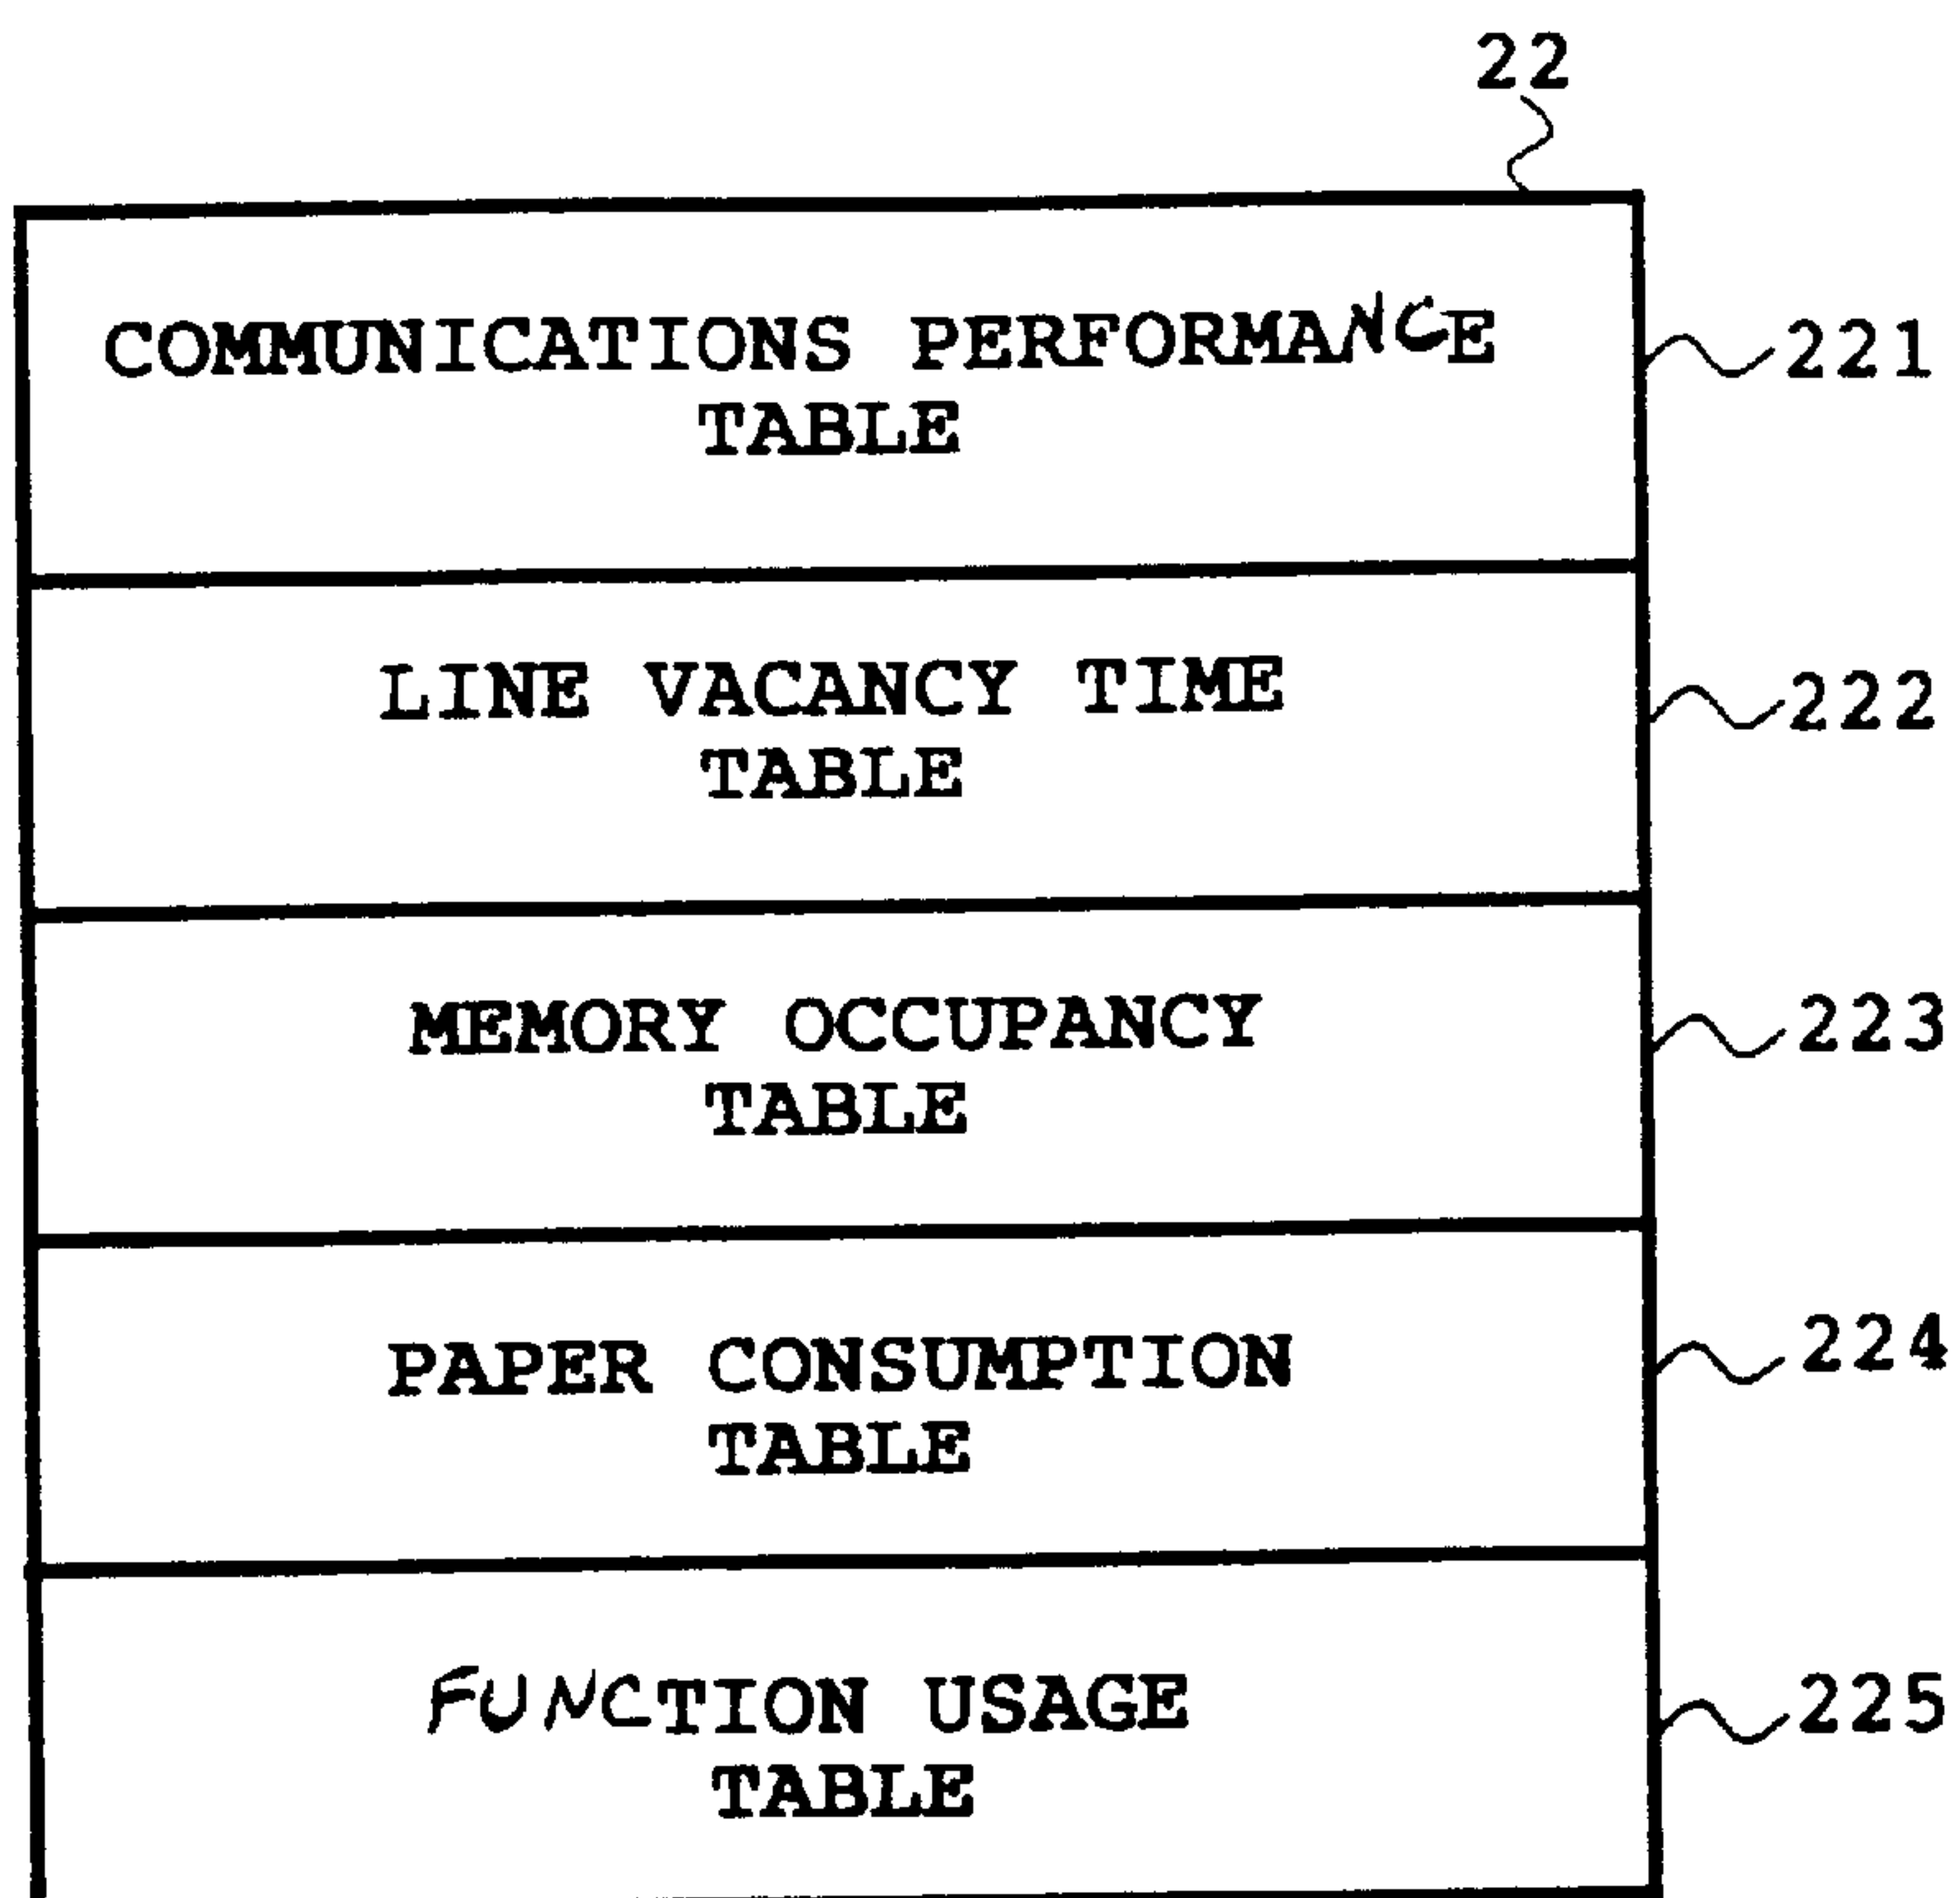 22
COMMUNICATIONS PERFORMANCE
TABLE
221
LINE VACANCY TIME
TABLE
222
MEMORY OCCUPANCY
TABLE
223
PAPER CONSUMPTION
TABLE
224
FUNCTION USAGE
TABLE
225